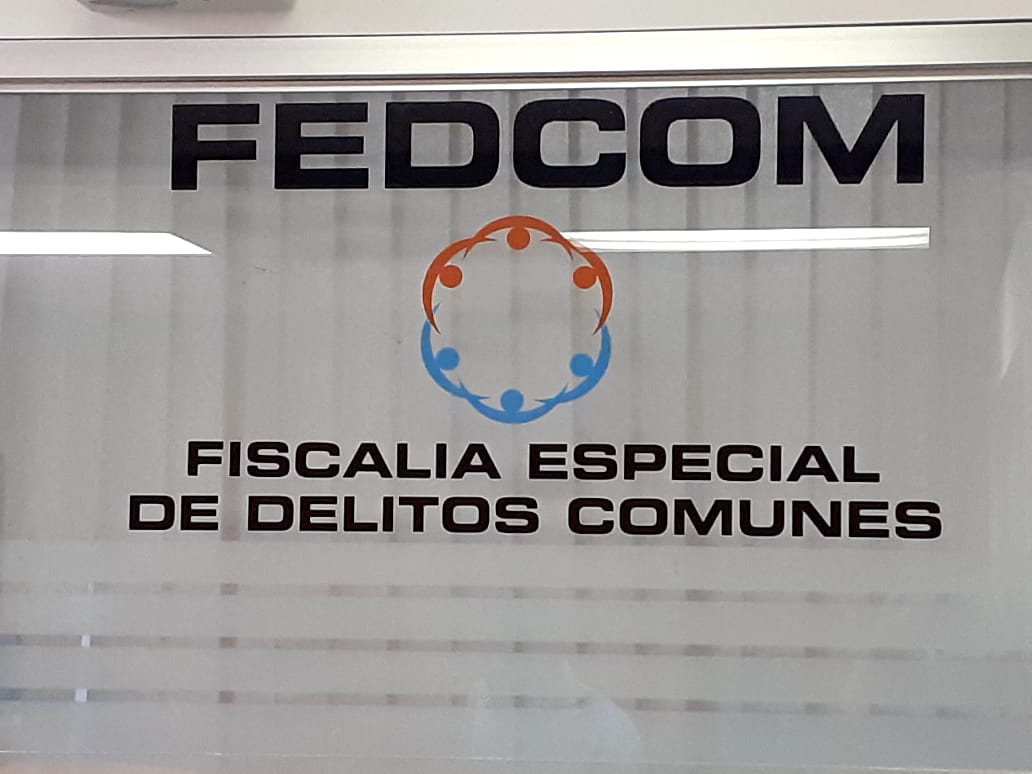 FEDCOM
FISCALIA ESPECIAL
DE DELITOS COMUNES